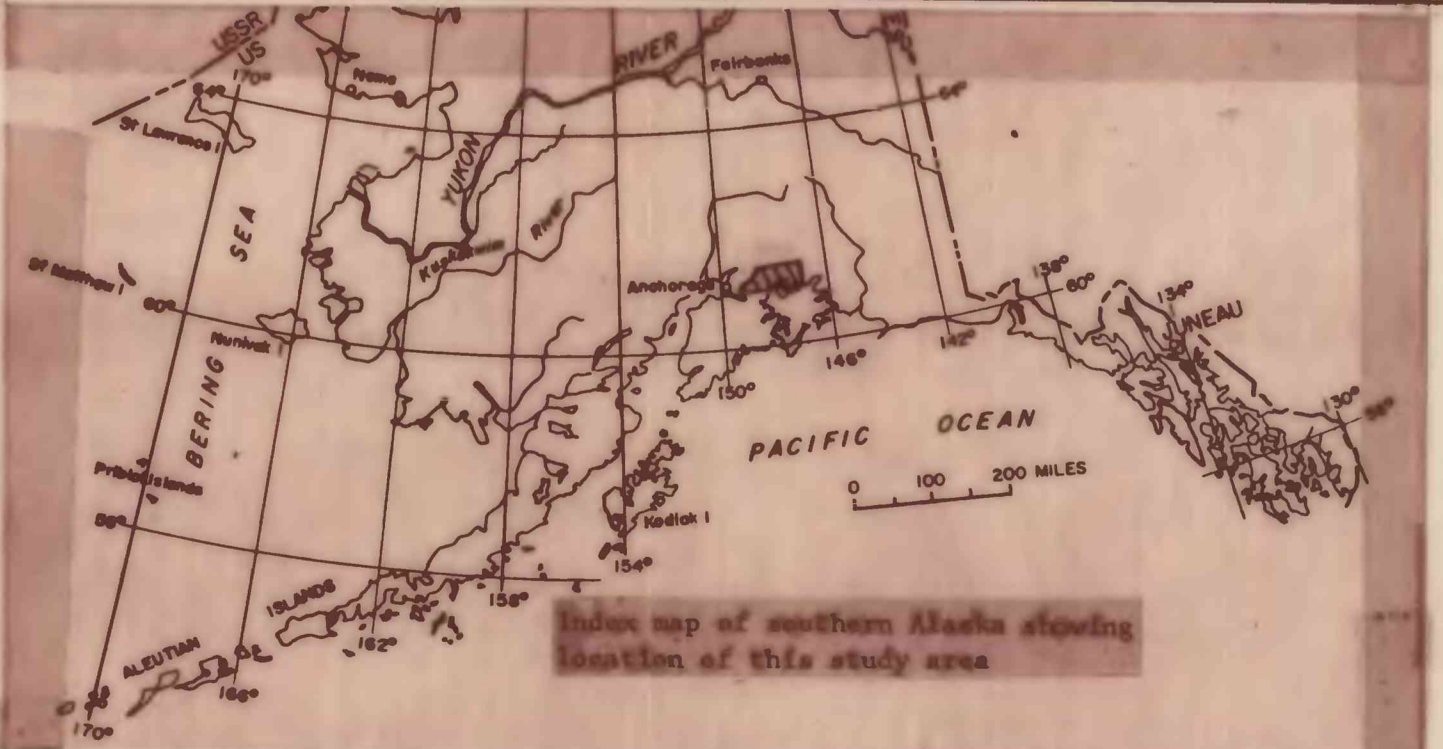 USSR
US
170°
64°
Nome
RIVER
Fairbanks
64°
St Lawrence I
YUKON
SEA
River
Kuskokwim
St Matthew I
60°
Nunivak I
Anchorage
138°
60°
134°
JUNEAU
146°
142°
150°
130°
56°
BERING
PACIFIC OCEAN
Pribilof Islands
0 100 200 MILES
Kodiak I
154°
158°
ISLANDS
162°
ALEUTIAN
166°
170°
Index map of southern Alaska showing
location of this study area